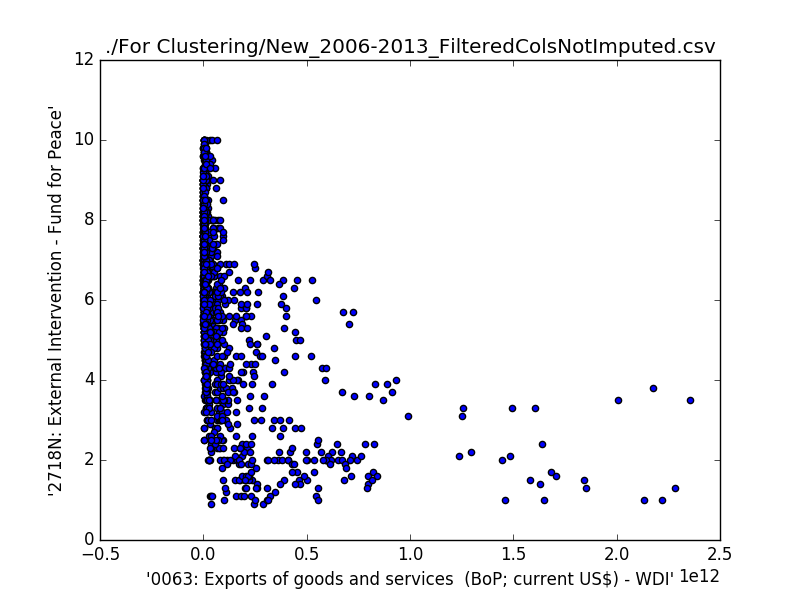 ./For Clustering/New_2006-2013_FilteredColsNotImputed.csv
12
10
8
6
4
2
0
'2718N: External Intervention - Fund for Peace'
−0.5 0.0 0.5 1.0 1.5 2.0 2.5
1e12
'0063: Exports of goods and services  (BoP; current US$) - WDI'